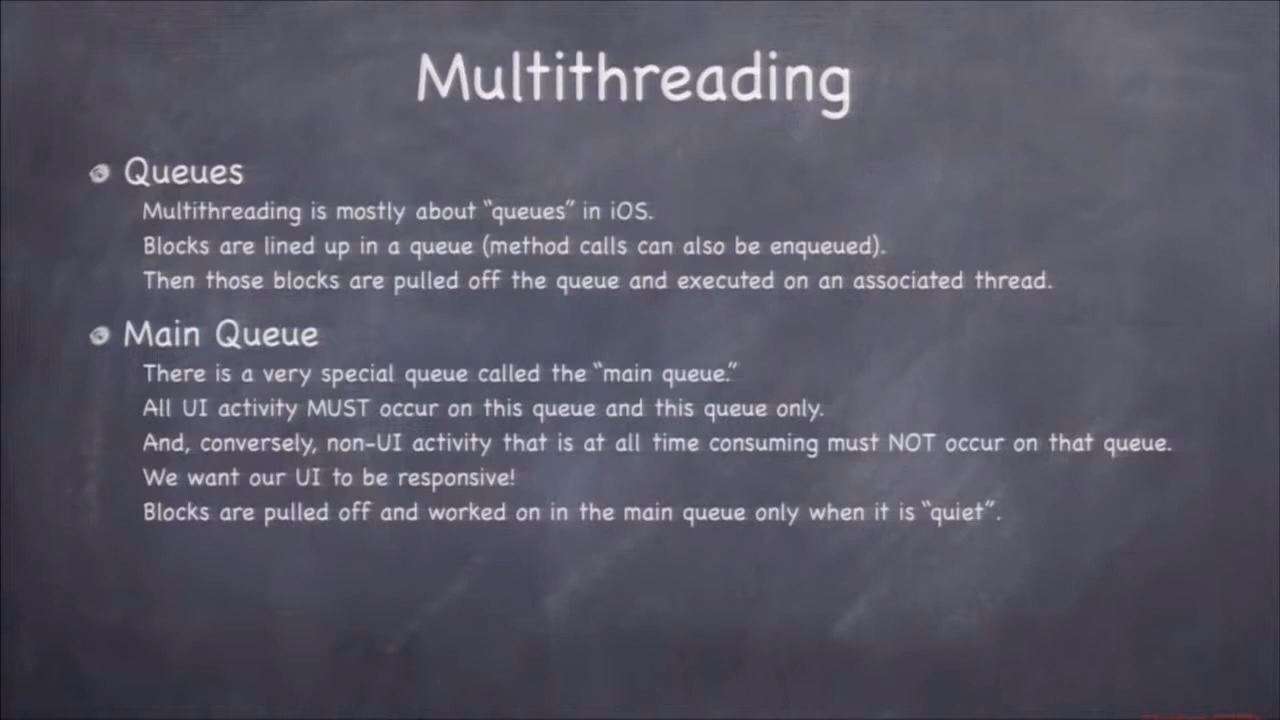 Multithreading
Queues
Multithreading is mostly about “queues” in iOS.
Blocks are lined up in a queue (method calls can also be enqueued).
Then those blocks are pulled off the queue and executed on an associated thread.
Main Queue
There is a very special queue called the “main queue.”
All UI activity MUST occur on this queue and this queue only.
And, conversely, non-UI activity that is at all time consuming must NOT occur on that queue.
We want our UI to be responsive!
Blocks are pulled off and worked on in the main queue only when it is “quiet”.